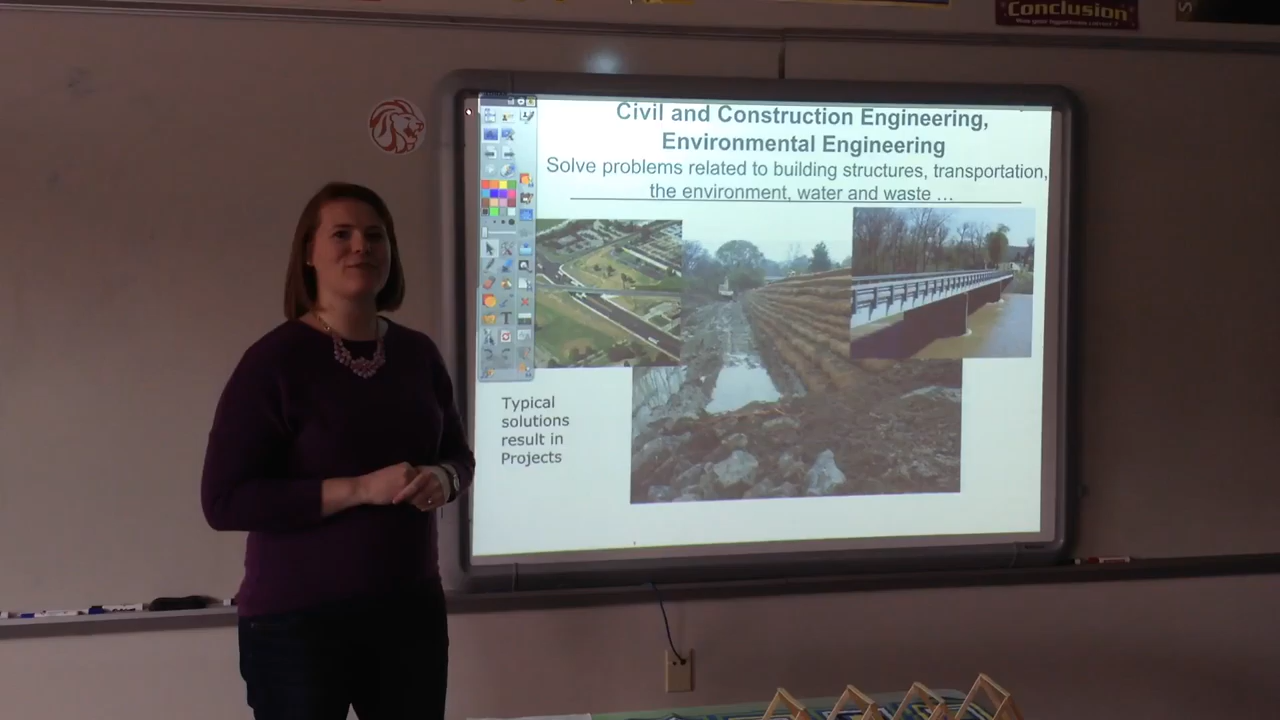 Conclusion
Civil and Construction Engineering,
Environmental Engineering
Solve problems related to building structures, transportation,
the environment, water and waste ...
Typical
solutions
result in
Projects